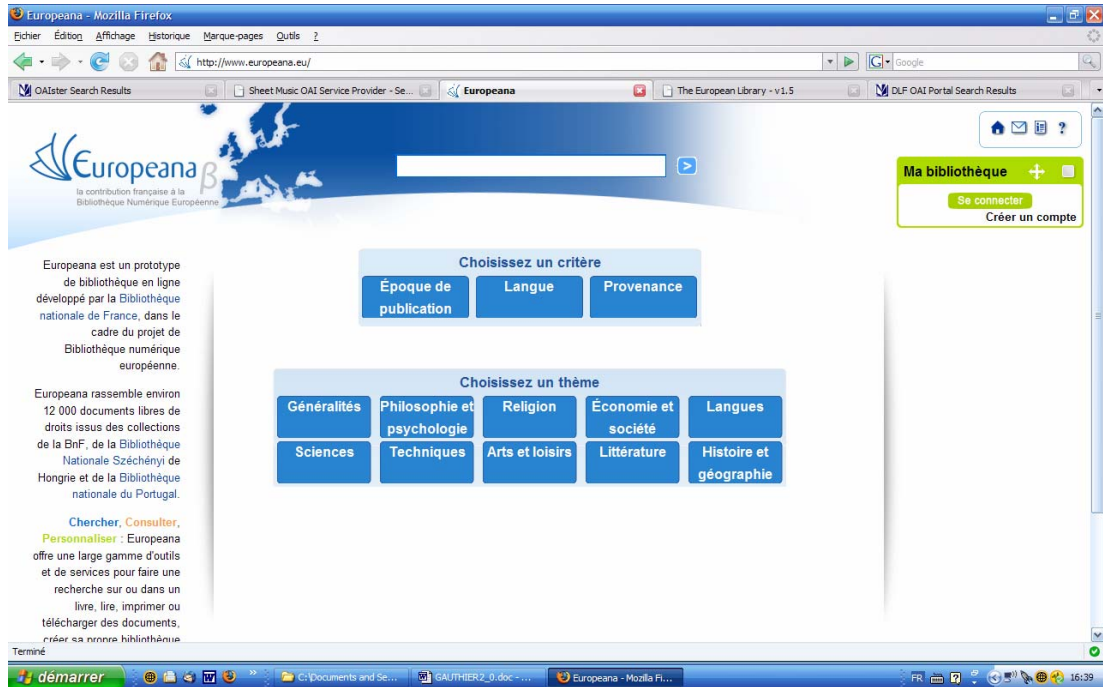 Europeana - Mozilla Firefox
Fichier Édition Affichage Historique Marque-pages Outils ?
http://www.europeana.eu/
Google
OAIster Search Results
Sheet Music OAI Service Provider - Se...
Europeana
The European Library - v1.5
DLF OAI Portal Search Results
Europeana β
la contribution française à la
Bibliothèque Numérique Européenne
>
?
Ma bibliothèque
Se connecter
Créer un compte
Europeana est un prototype
de bibliothèque en ligne
développé par la Bibliothèque
nationale de France, dans le
cadre du projet de
Bibliothèque numérique
européenne.
Europeana rassemble environ
12 000 documents libres de
droits issus des collections
de la BnF, de la Bibliothèque
Nationale Széchényi de
Hongrie et de la Bibliothèque
nationale du Portugal.
Chercher, Consulter,
Personnaliser : Europeana
offre une large gamme d'outils
et de services pour faire une
recherche sur ou dans un
livre, lire, imprimer ou
télécharger des documents,
créer sa propre bibliothèque
Choisissez un critère
Époque de publication
Langue
Provenance
Choisissez un thème
Généralités
Philosophie et psychologie
Religion
Économie et société
Langues
Sciences
Techniques
Arts et loisirs
Littérature
Histoire et géographie
Terminé
démarrer
C:\Documents and Se...
GAUTHIER2_0.doc - ...
Europeana - Mozilla Fi...
FR
16:39